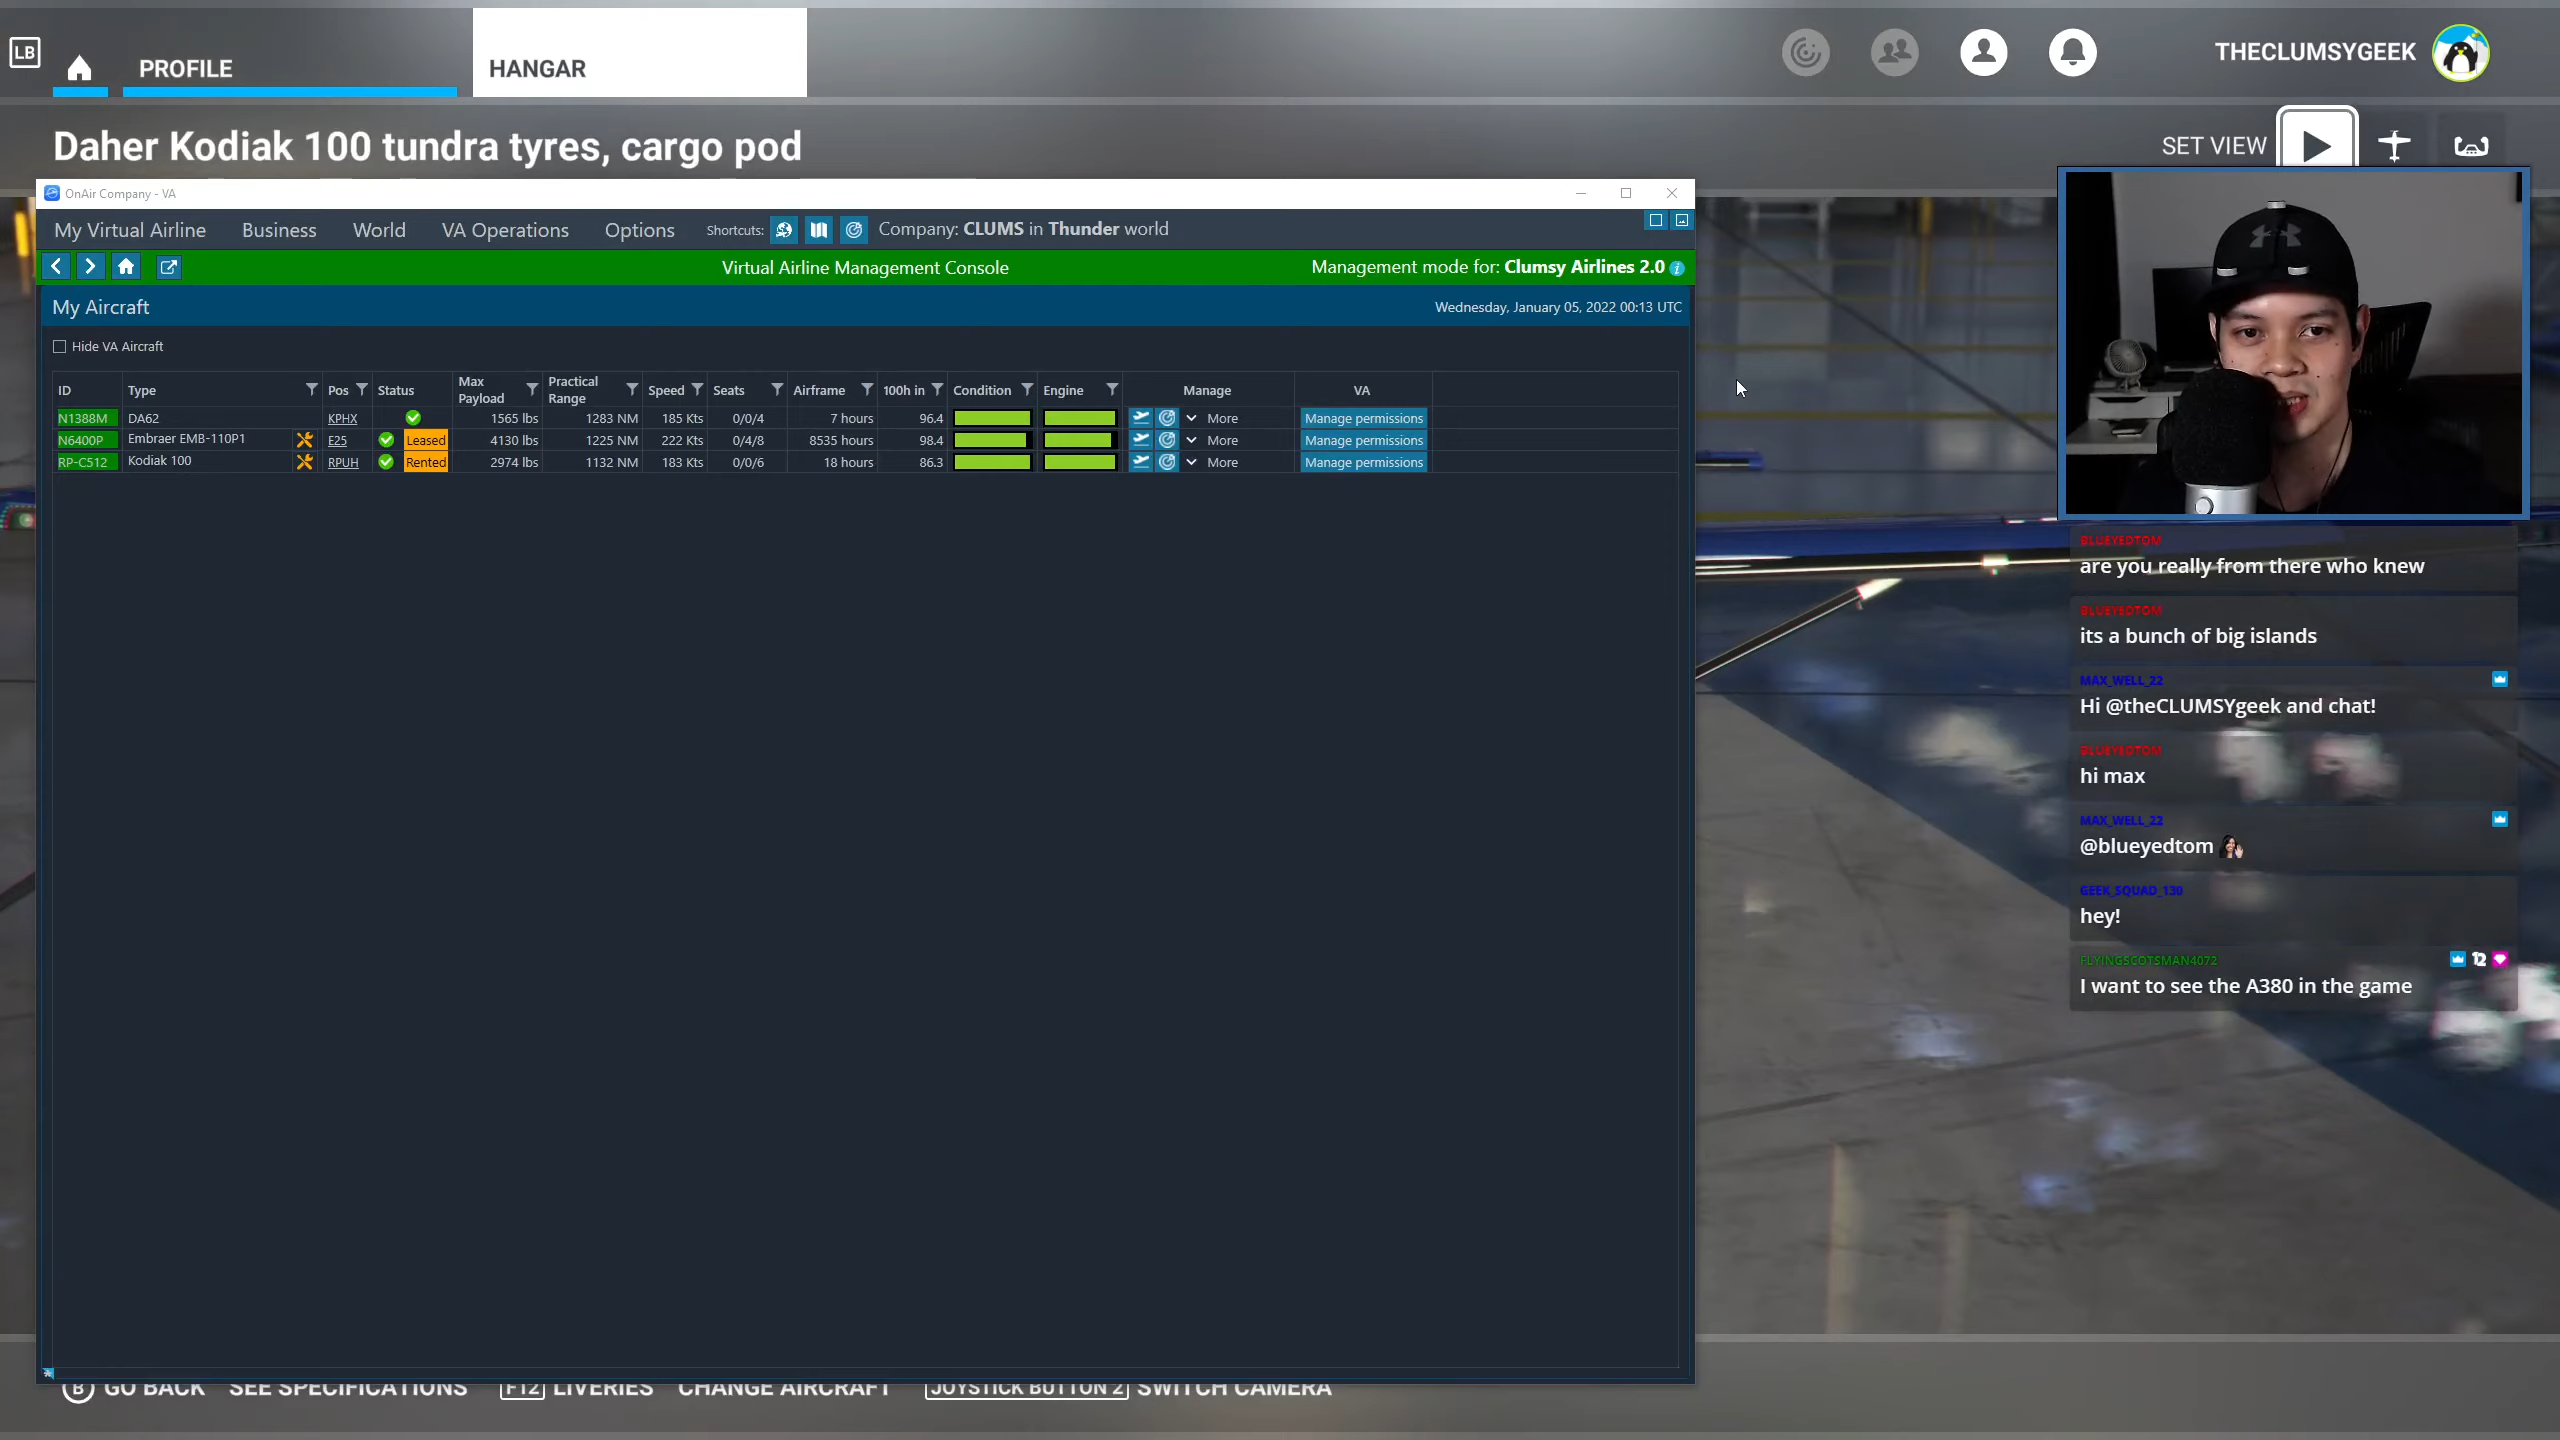 LB
PROFILE
HANGAR
THECLUMSYGEEK
Daher Kodiak 100 tundra tyres, cargo pod
SET VIEW
OnAir Company - VA
My Virtual Airline Business World VA Operations Options Shortcuts: Company: CLUMS in Thunder world
Virtual Airline Management Console
Management mode for: Clumsy Airlines 2.0
My Aircraft
Wednesday, January 05, 2022 00:13 UTC
Hide VA Aircraft
ID Type Pos Status Max Payload Practical Range Speed Seats Airframe 100h in Condition Engine Manage VA
N1388M DA62 KPHX 1565 lbs 1283 NM 185 Kts 0/0/4 7 hours 96.4 More Manage permissions
N6400P Embraer EMB-110P1 E25 Leased 4130 lbs 1225 NM 222 Kts 0/4/8 8535 hours 98.4 More Manage permissions
RP-C512 Kodiak 100 RPUH Rented 2974 lbs 1132 NM 183 Kts 0/0/6 18 hours 86.3 More Manage permissions
BLUEYEDTOM
are you really from there who knew
BLUEYEDTOM
its a bunch of big islands
MAX_WELL_22
Hi @theCLUMSYgeek and chat!
BLUEYEDTOM
hi max
MAX_WELL_22
@blueyedtom
GEEK_SQUAD_130
hey!
FLYINGSCOTSMAN4072
12
I want to see the A380 in the game
B GO BACK SEE SPECIFICATIONS F12 LIVERIES CHANGE AIRCRAFT JOYSTICK BUTTON 2 SWITCH CAMERA